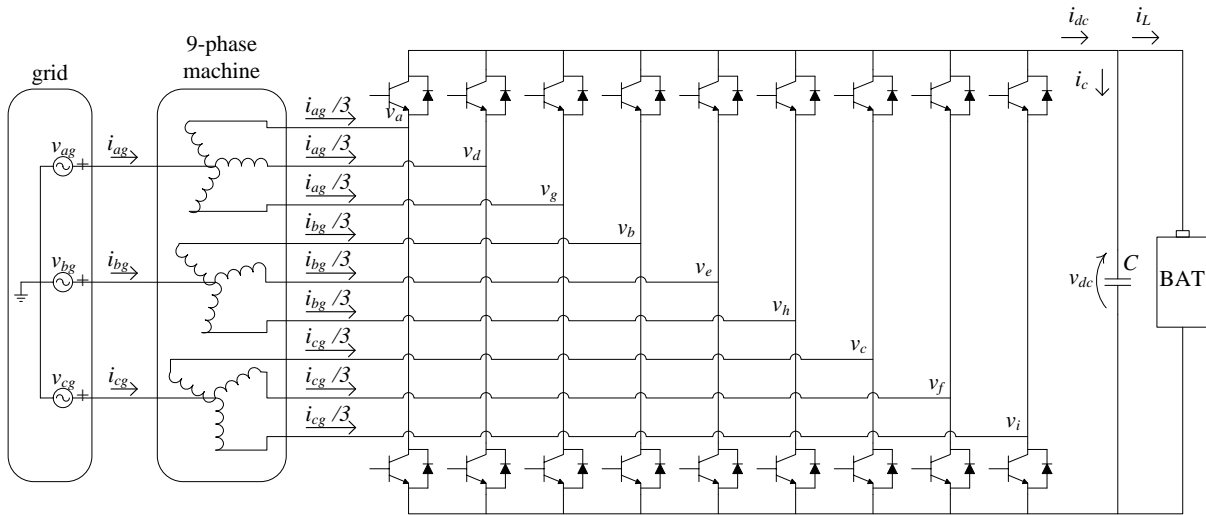 i_dc i_L
9-phase
machine
grid
i_c
i_ag /3
v_a
v_ag i_ag
i_ag /3
v_d
i_ag /3
v_g
i_bg/3
v_b
v_bg i_bg
i_bg/3
v_e
v_dc C BAT
i_bg/3
v_h
i_cg/3
v_c
v_cg i_cg
i_cg /3
v_f
i_cg/3
v_i